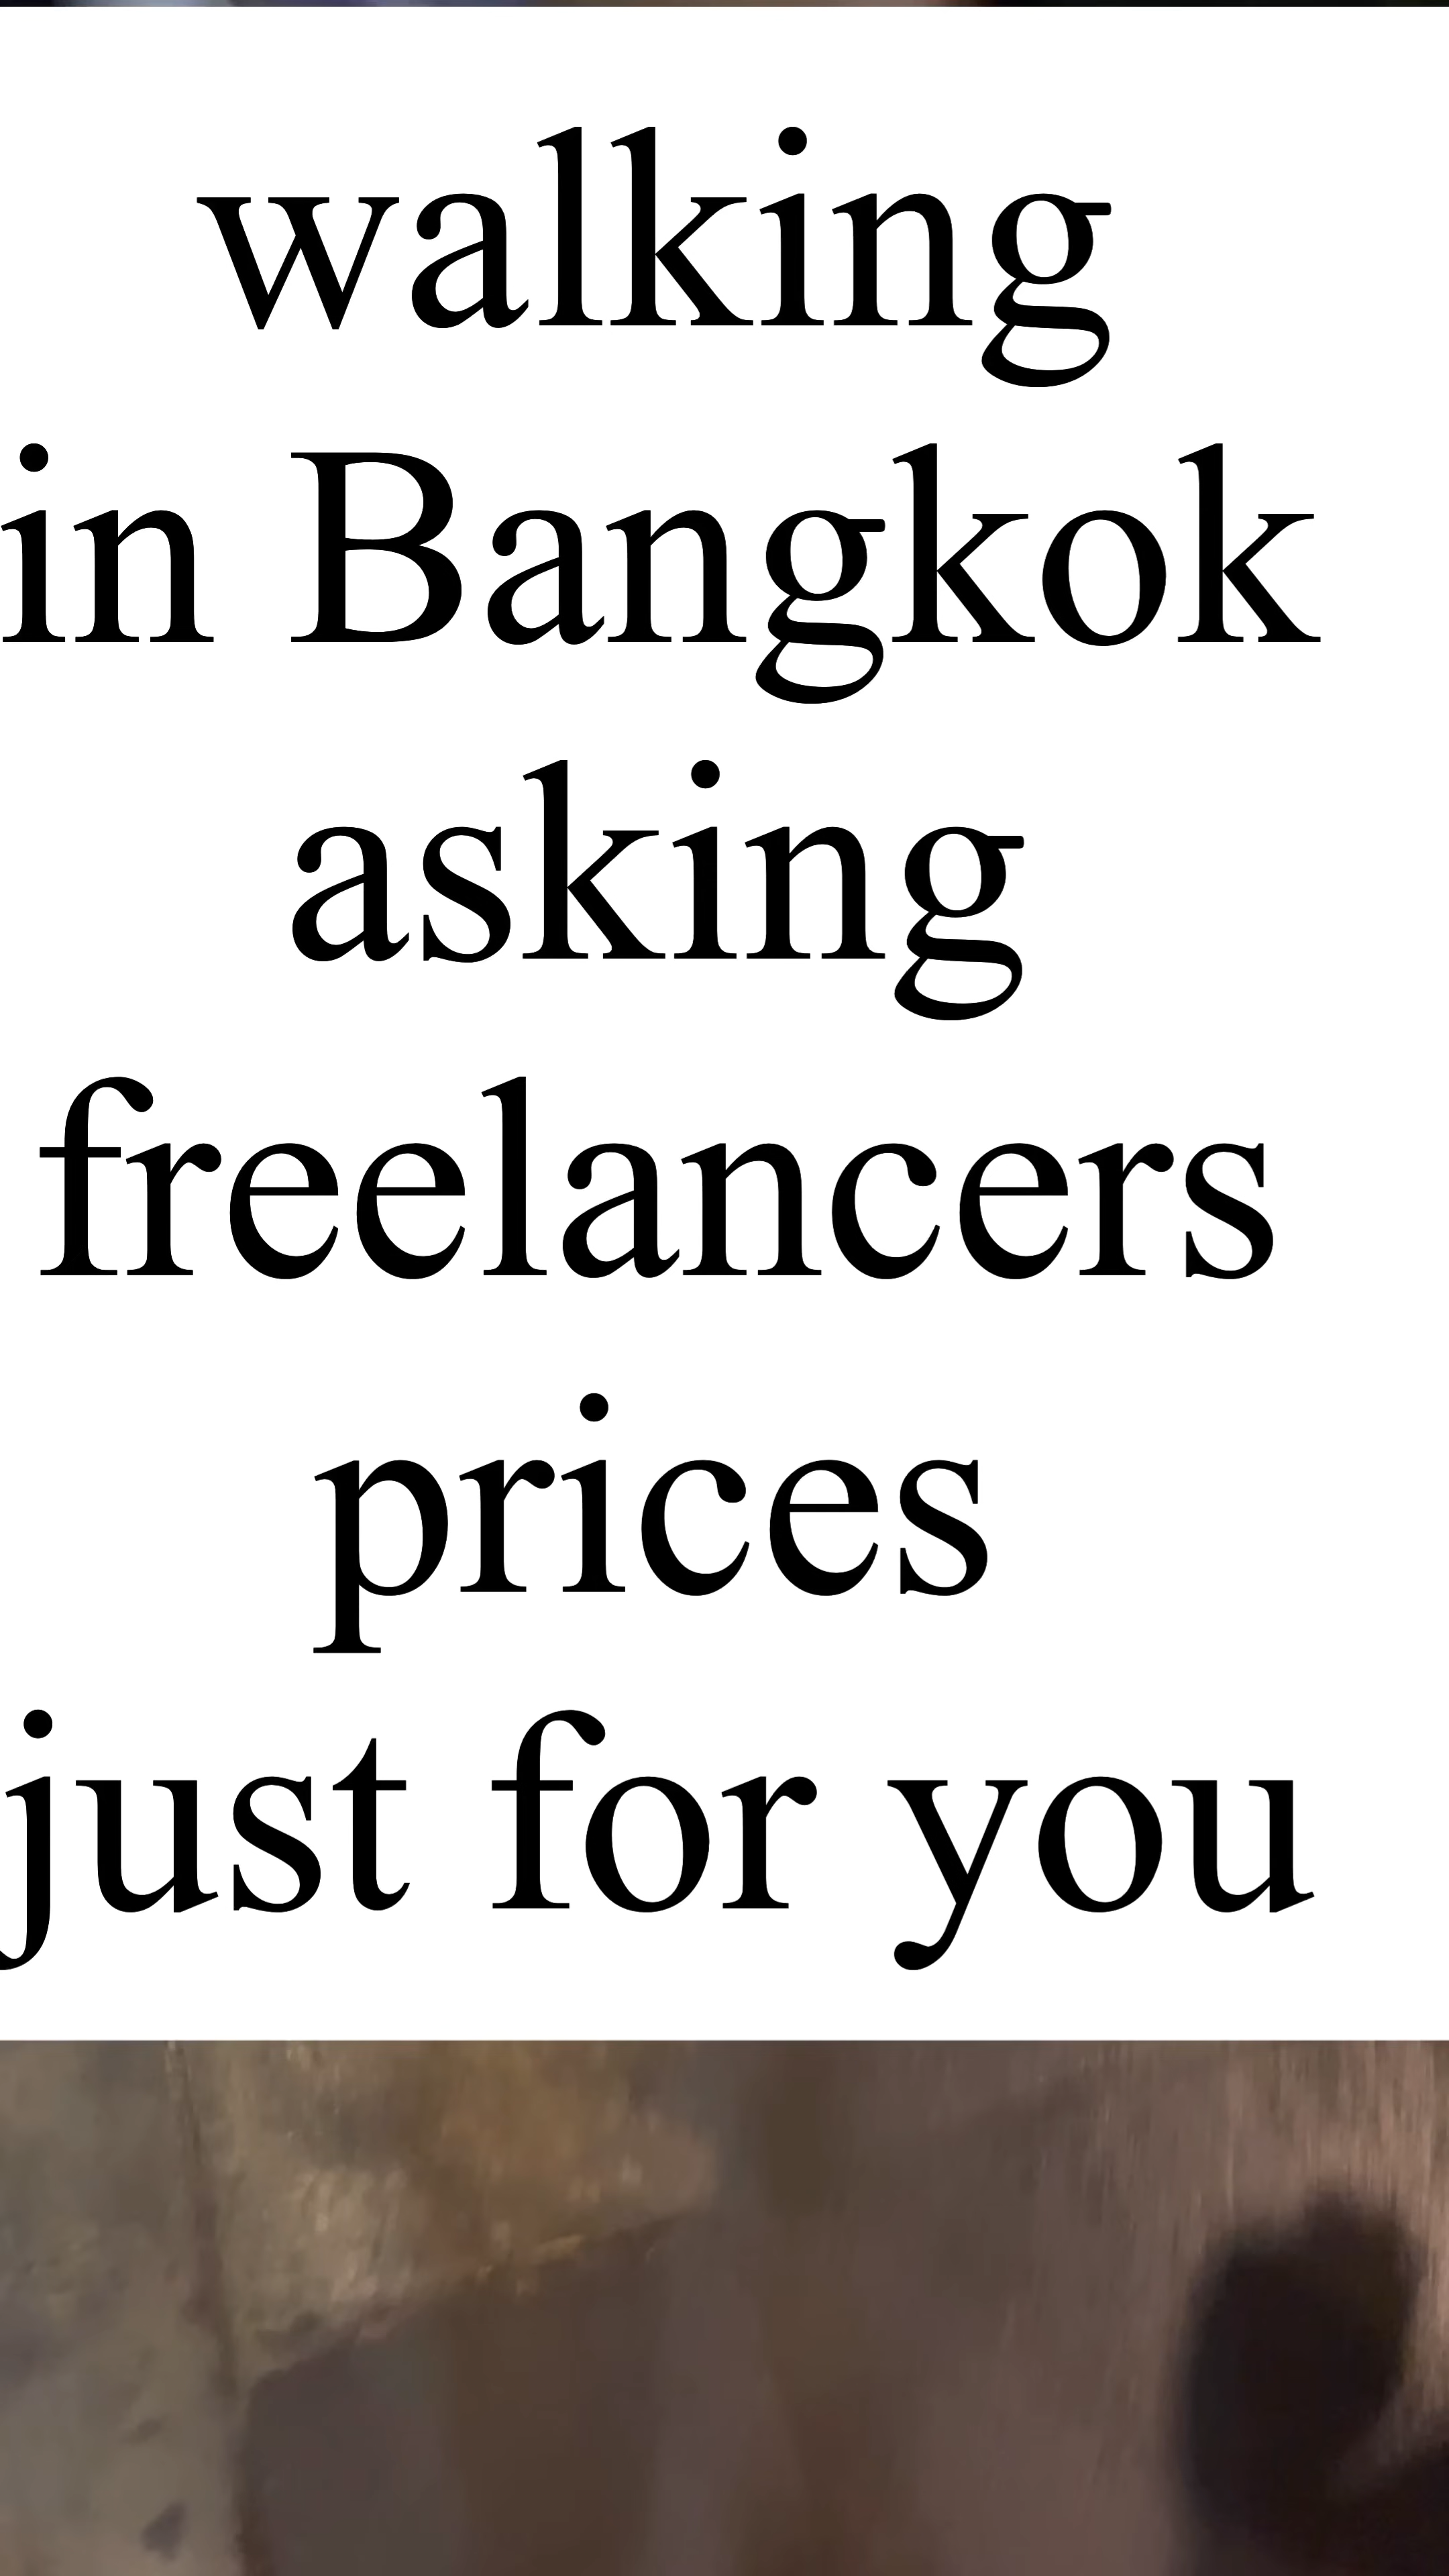 walking
in Bangkok
asking
freelancers
prices
just for you